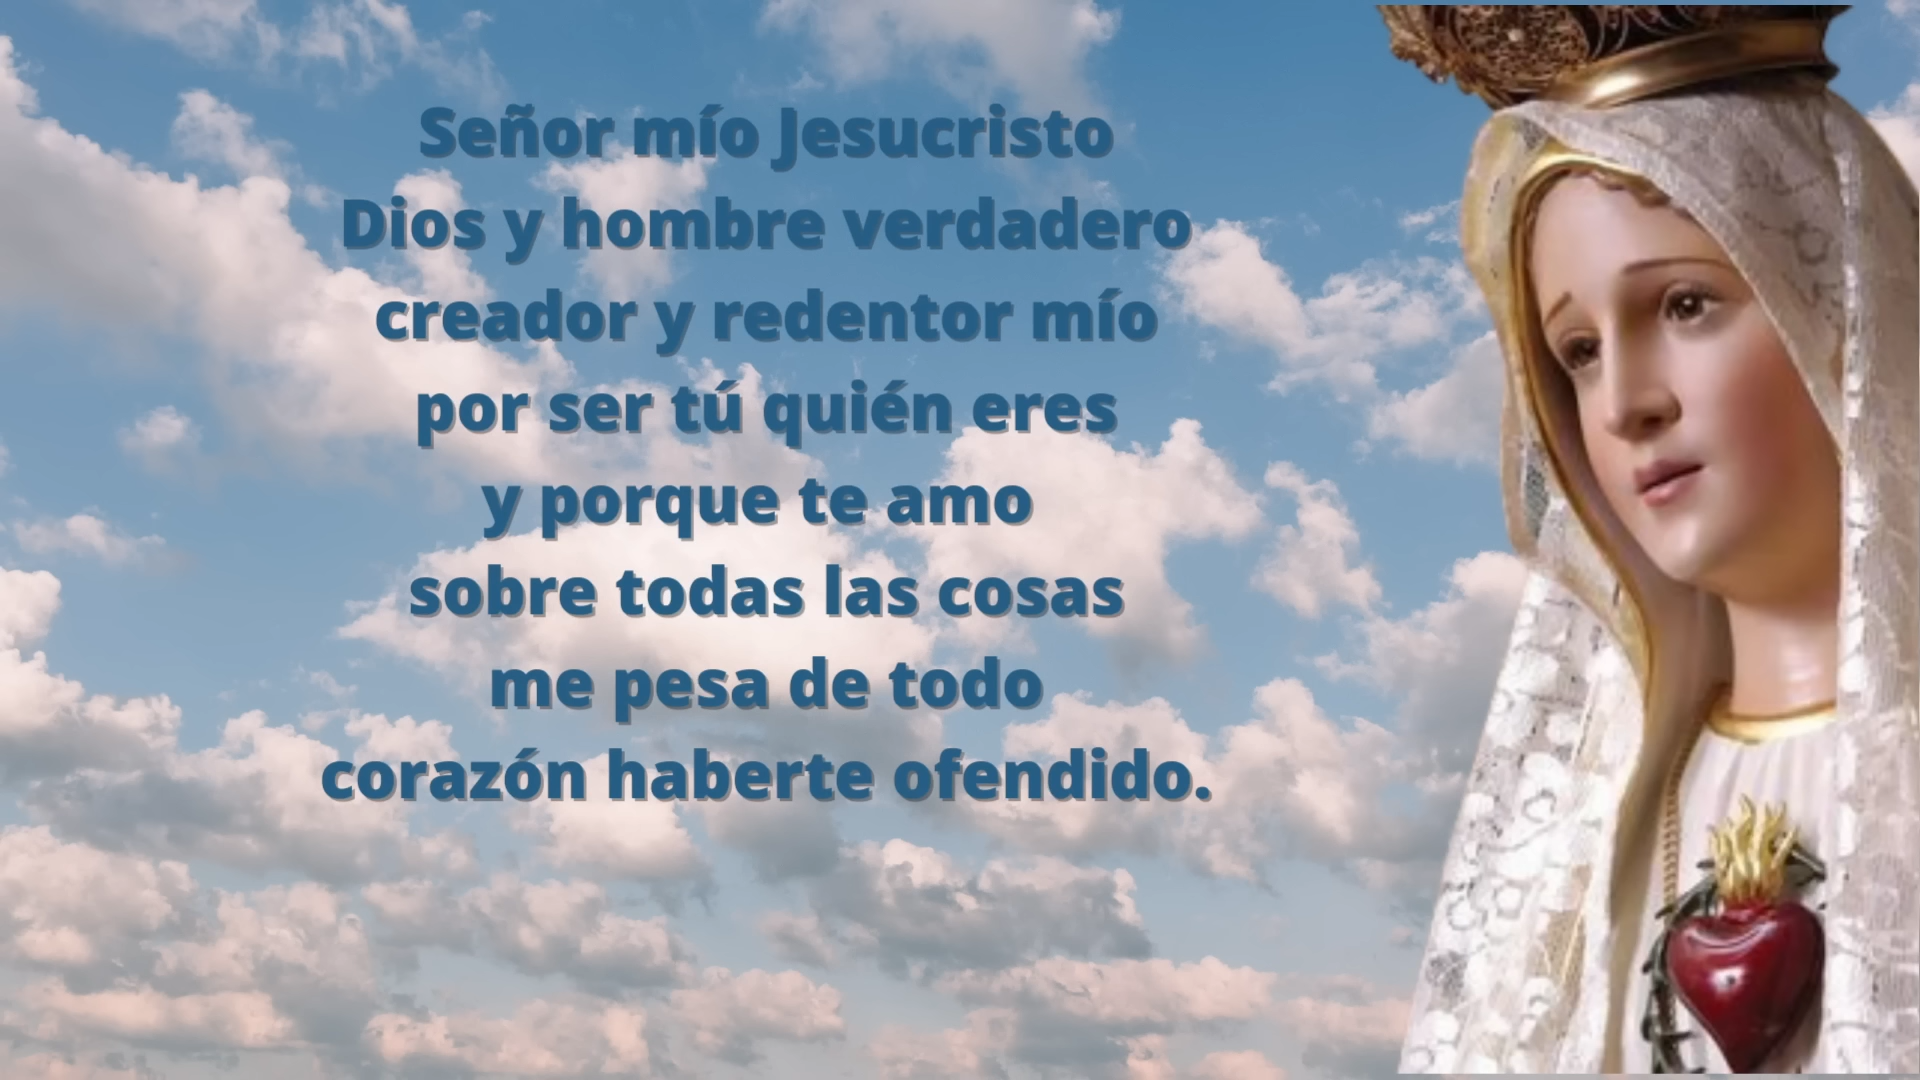 Señor mío Jesucristo
Dios y hombre verdadero
creador y redentor mío
por ser tú quién eres
y porque te amo
sobre todas las cosas
me pesa de todo
corazón haberte ofendido.